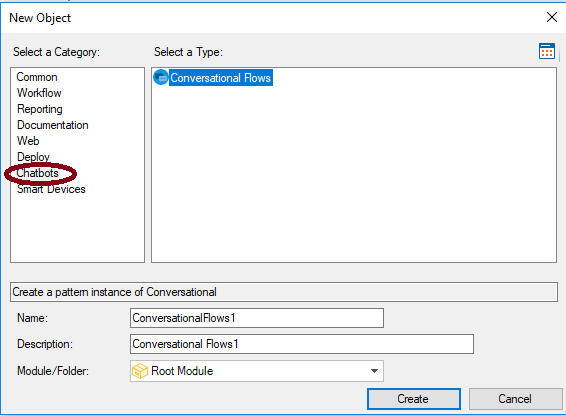 New Object
Select a Category:
Select a Type:
Common
Workflow
Reporting
Documentation
Web
Deploy
Chatbots
Smart Devices
Conversational Flows
Create a pattern instance of Conversational
Name:
ConversationalFlows1
Description:
Conversational Flows1
Module/Folder:
Root Module
Create
Cancel